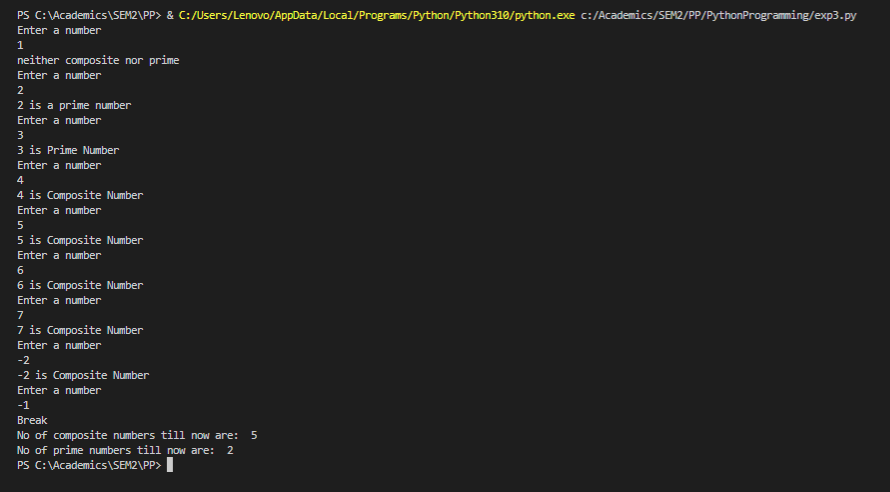 PS C:\Academics\SEM2\PP> & C:/Users/Lenovo/AppData/Local/Programs/Python/Python310/python.exe c:/Academics/SEM2/PP/PythonProgramming/exp3.py
Enter a number
1
neither composite nor prime
Enter a number
2
2 is a prime number
Enter a number
3
3 is Prime Number
Enter a number
4
4 is Composite Number
Enter a number
5
5 is Composite Number
Enter a number
6
6 is Composite Number
Enter a number
7
7 is Composite Number
Enter a number
-2
-2 is Composite Number
Enter a number
-1
Break
No of composite numbers till now are:  5
No of prime numbers till now are:  2
PS C:\Academics\SEM2\PP>